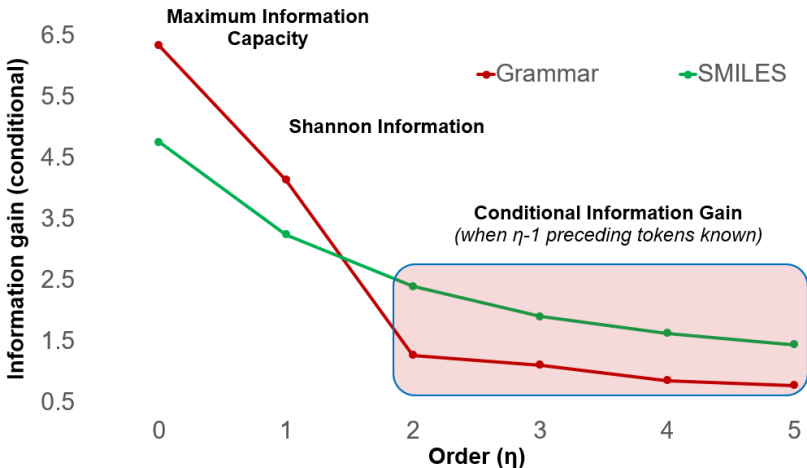 Maximum Information
Capacity
6.5
Grammar
SMILES
5.5
Shannon Information
4.5
3.5
Conditional Information Gain
(when η-1 preceding tokens known)
2.5
1.5
0.5
Information gain (conditional)
0 1 2 3 4 5
Order (η)